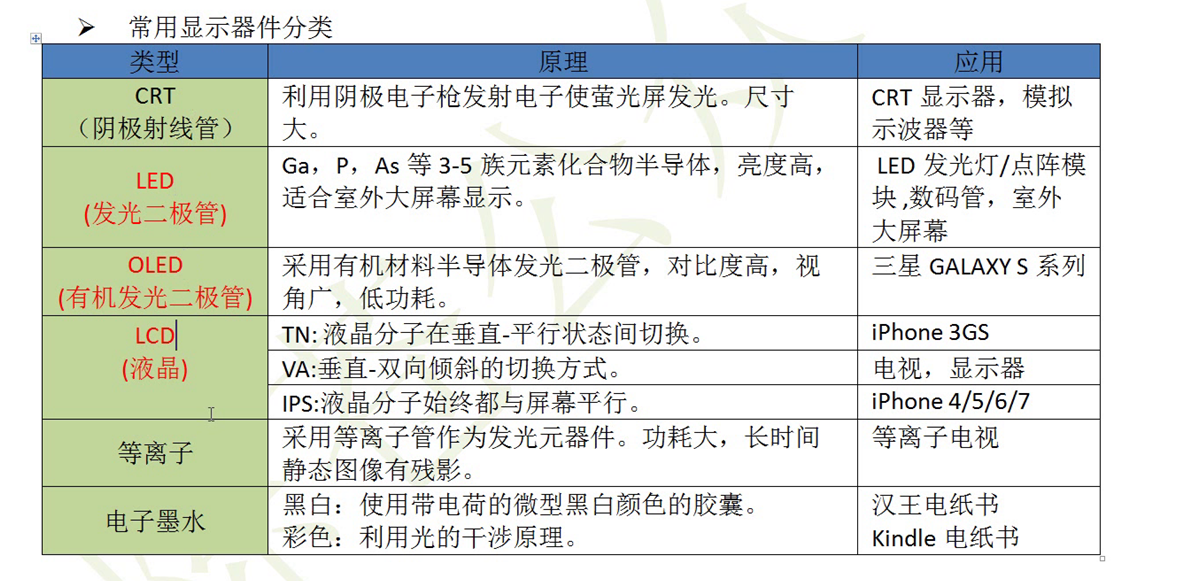 ➢ 常用显示器件分类
类型 原理 应用
CRT
（阴极射线管）
利用阴极电子枪发射电子使萤光屏发光。尺寸
大。
CRT 显示器，模拟
示波器等
LED
(发光二极管)
Ga，P，As 等 3-5 族元素化合物半导体，亮度高，
适合室外大屏幕显示。
LED 发光灯/点阵模
块 ,数码管，室外
大屏幕
OLED
(有机发光二极管)
采用有机材料半导体发光二极管，对比度高，视
角广，低功耗。
三星 GALAXY S 系列
LCD
(液晶)
TN: 液晶分子在垂直-平行状态间切换。
iPhone 3GS
VA:垂直-双向倾斜的切换方式。
电视，显示器
IPS:液晶分子始终都与屏幕平行。
iPhone 4/5/6/7
等离子
采用等离子管作为发光元器件。功耗大，长时间
静态图像有残影。
等离子电视
电子墨水
黑白：使用带电荷的微型黑白颜色的胶囊。
彩色：利用光的干涉原理。
汉王电纸书
Kindle 电纸书